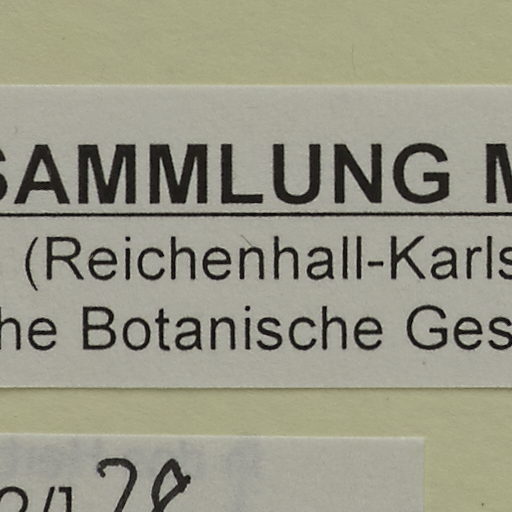 SAMMLUNG M
(Reichenhall-Karls
he Botanische Ges